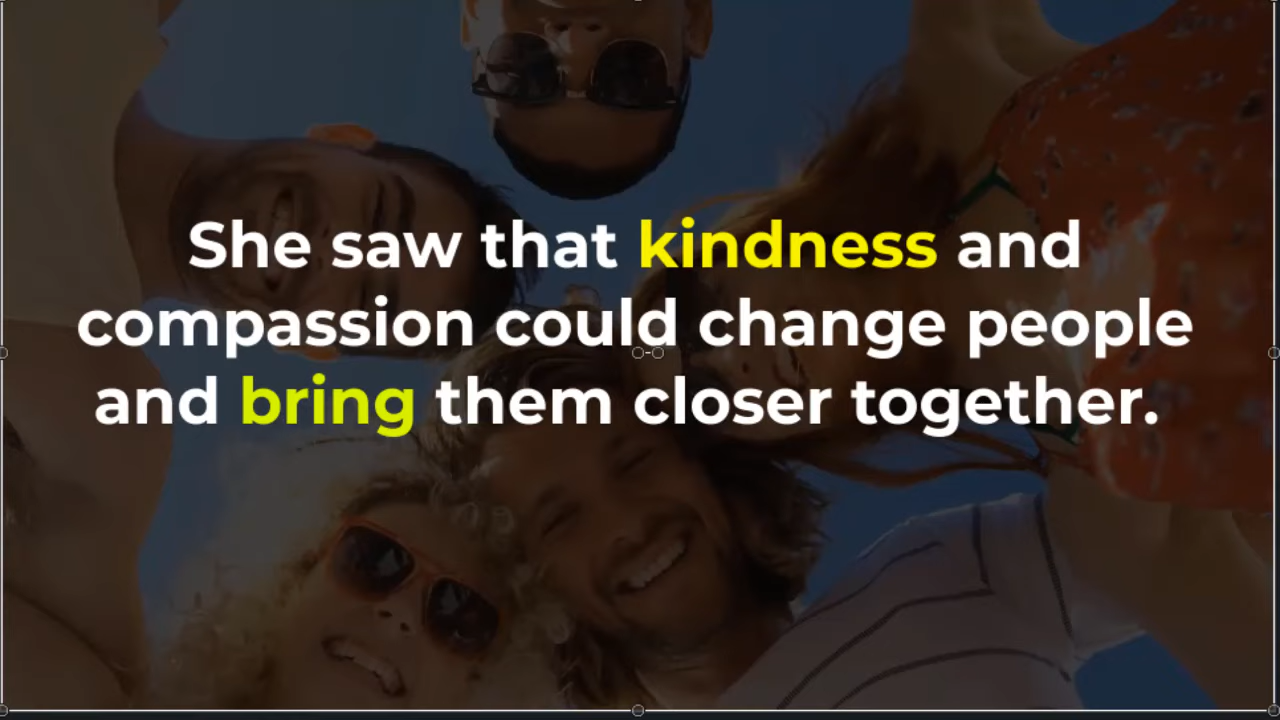 She saw that kindness and
compassion could change people
and bring them closer together.